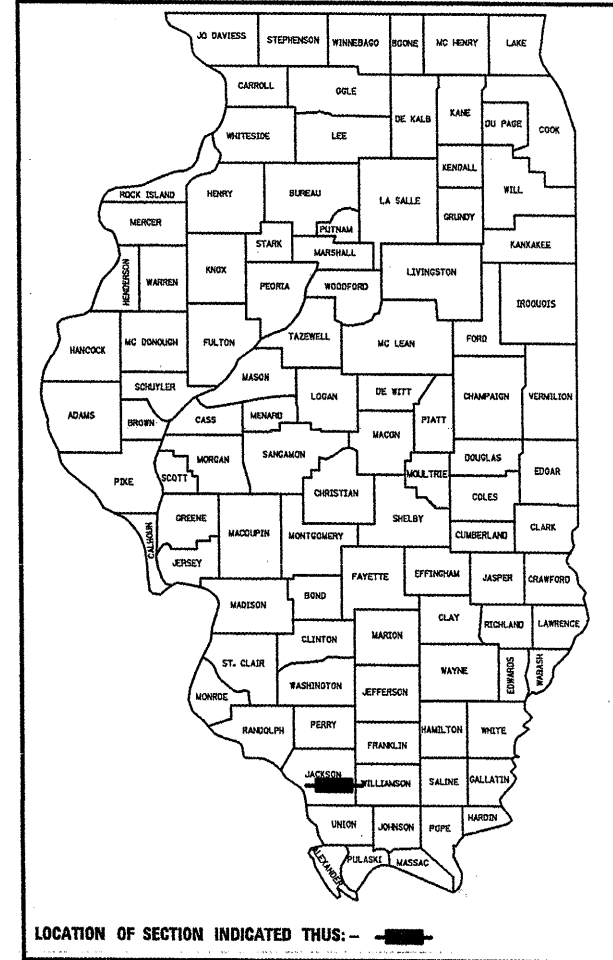 JO DAVIESS STEPHENSON WINNEBAGO BOONE MC HENRY LAKE
CARROLL OGLE DE KALB KANE DU PAGE COOK
WHITESIDE LEE
KENDALL
ROCK ISLAND HENRY BUREAU LA SALLE WILL
MERCER PUTNAM GRUNDY
STARK MARSHALL KANKAKEE
HENDERSON WARREN KNOX PEORIA WOODFORD LIVINGSTON IROQUOIS
HANCOCK MC DONOUGH FULTON TAZEWELL MC LEAN FORD
MASON
SCHUYLER LOGAN DE WITT CHAMPAIGN VERMILION
ADAMS BROWN CASS MENARD PIATT
MACON
MORGAN SANGAMON DOUGLAS EDGAR
PIKE SCOTT MOULTRIE
CHRISTIAN COLES
GREENE MACOUPIN SHELBY
CALHOUN MONTGOMERY CUMBERLAND CLARK
JERSEY
FAYETTE EFFINGHAM JASPER CRAWFORD
MADISON BOND
CLAY RICHLAND LAWRENCE
CLINTON MARION
ST. CLAIR WAYNE EDWARDS WABASH
MONROE WASHINGTON JEFFERSON
RANDOLPH PERRY HAMILTON WHITE
FRANKLIN
JACKSON WILLIAMSON SALINE GALLATIN
UNION JOHNSON POPE HARDIN
ALEXANDER PULASKI MASSAC
LOCATION OF SECTION INDICATED THUS: –